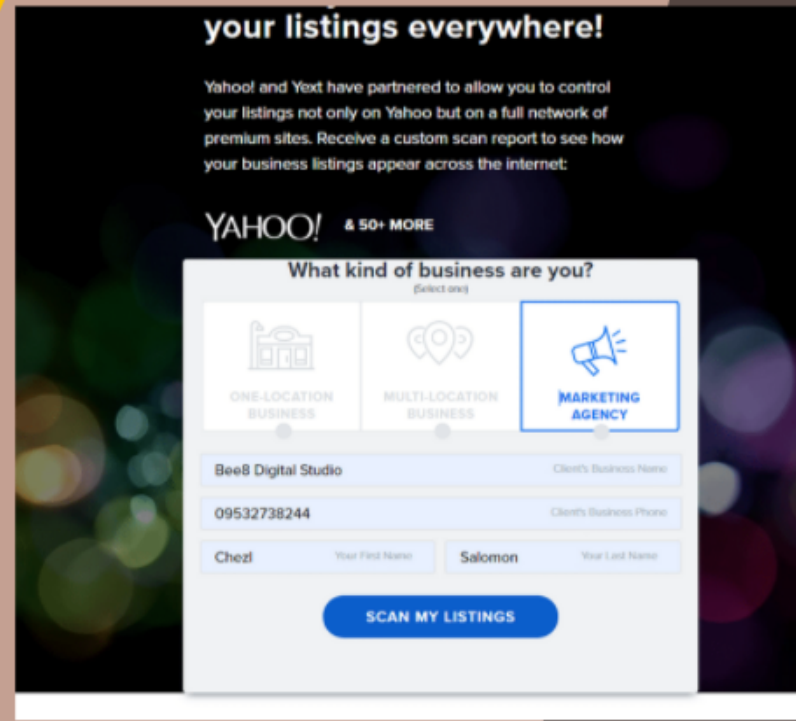 your listings everywhere!
Yahoo! and Yext have partnered to allow you to control
your listings not only on Yahoo but on a full network of
premium sites. Receive a custom scan report to see how
your business listings appear across the internet:
YAHOO! & 50+ MORE
What kind of business are you?
(Select one)
ONE-LOCATION
BUSINESS
MULTI-LOCATION
BUSINESS
MARKETING
AGENCY
Bee8 Digital Studio Client's Business Name
09532738244 Client's Business Phone
Chezl Your First Name Salomon Your Last Name
SCAN MY LISTINGS